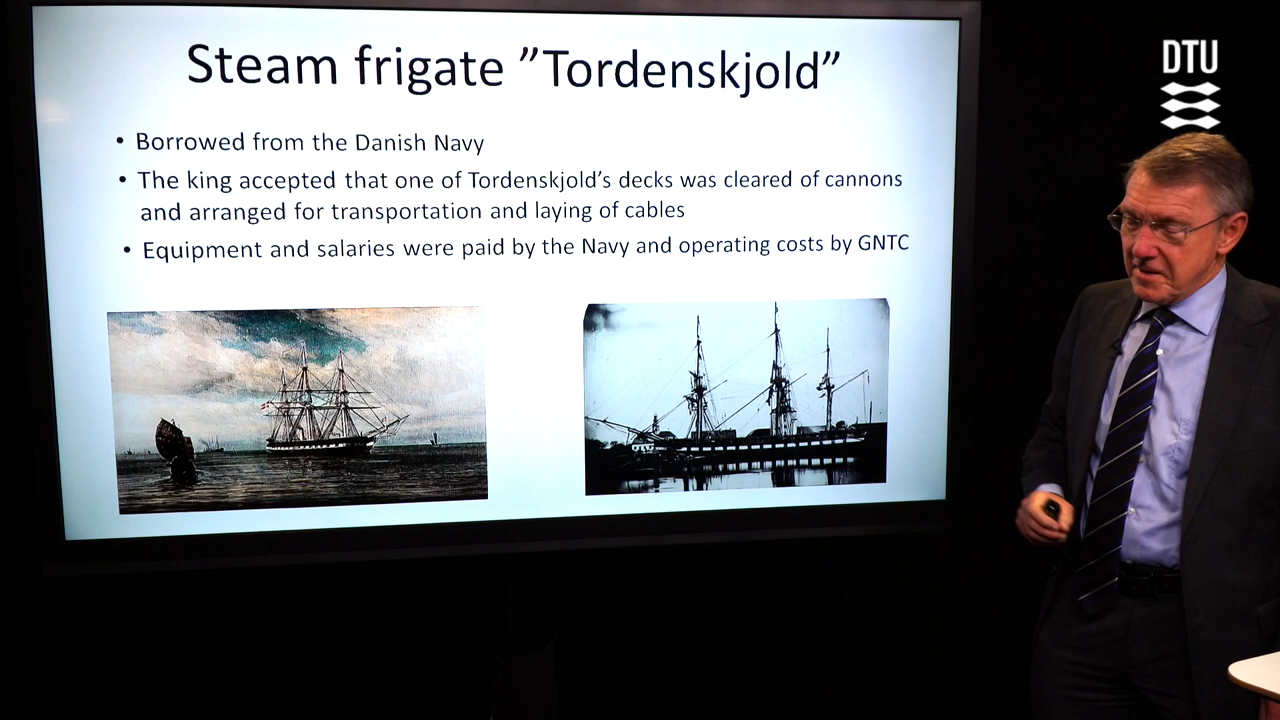 Steam frigate ”Tordenskjold”
DTU
• Borrowed from the Danish Navy
• The king accepted that one of Tordenskjold’s decks was cleared of cannons
and arranged for transportation and laying of cables
• Equipment and salaries were paid by the Navy and operating costs by GNTC